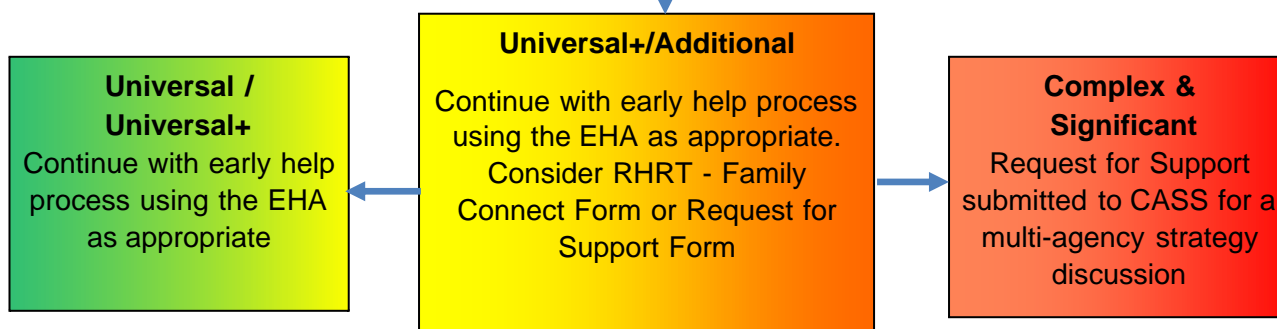 Universal /
Universal+
Continue with early help
process using the EHA
as appropriate
Universal+/Additional
Continue with early help process
using the EHA as appropriate.
Consider RHRT - Family
Connect Form or Request for
Support Form
Complex &
Significant
Request for Support
submitted to CASS for a
multi-agency strategy
discussion